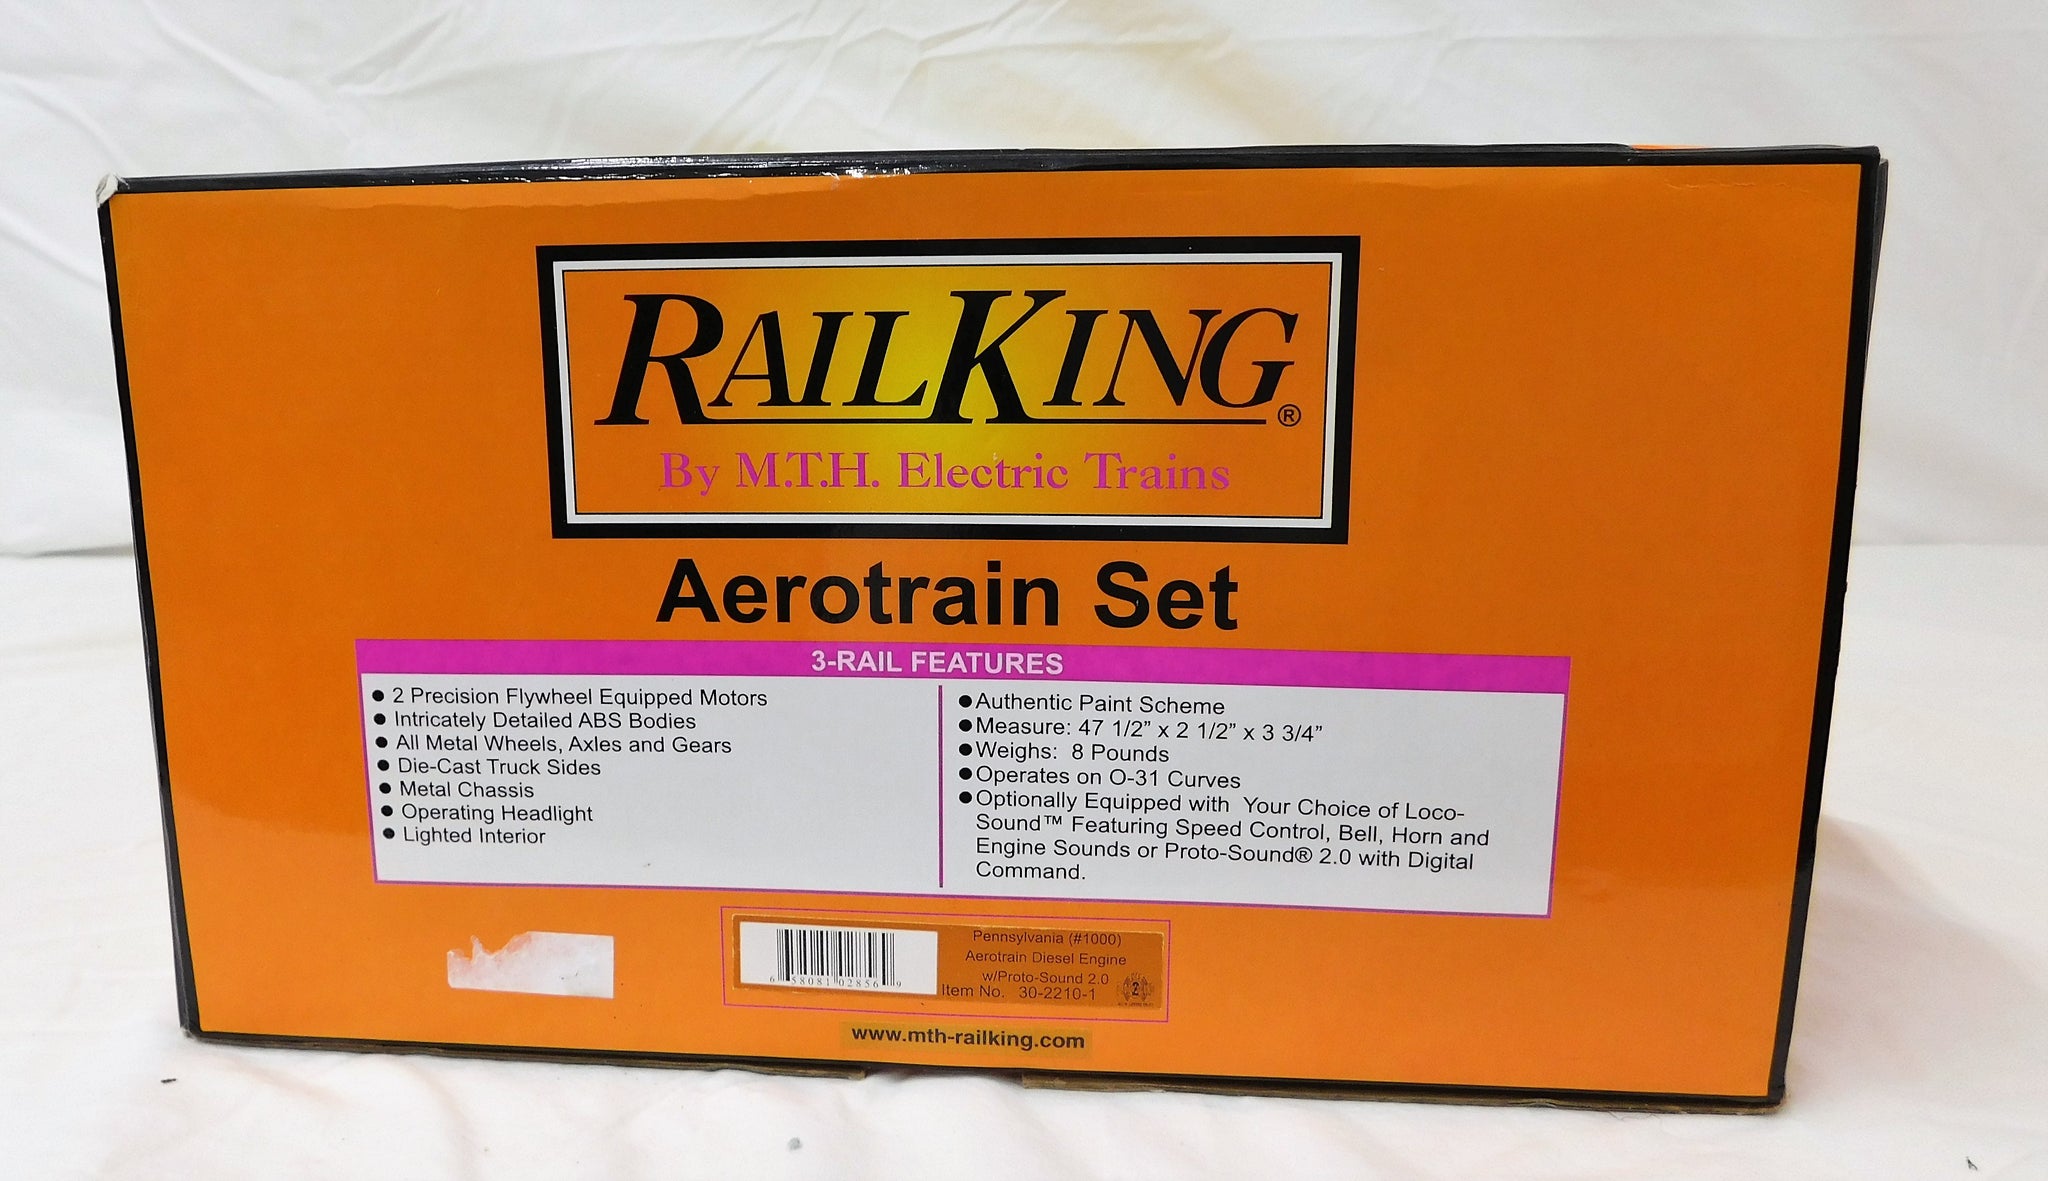 RAILKING®
By M.T.H. Electric Trains
Aerotrain Set
3-RAIL FEATURES
● 2 Precision Flywheel Equipped Motors
● Intricately Detailed ABS Bodies
● All Metal Wheels, Axles and Gears
● Die-Cast Truck Sides
● Metal Chassis
● Operating Headlight
● Lighted Interior
● Authentic Paint Scheme
● Measure: 47 1/2” x 2 1/2” x 3 3/4”
● Weighs: 8 Pounds
● Operates on O-31 Curves
● Optionally Equipped with Your Choice of Loco-
Sound™ Featuring Speed Control, Bell, Horn and
Engine Sounds or Proto-Sound® 2.0 with Digital
Command.
6 58081 02856 9
Pennsylvania (#1000)
Aerotrain Diesel Engine
w/Proto-Sound 2.0
Item No. 30-2210-1
2
www.mth-railking.com